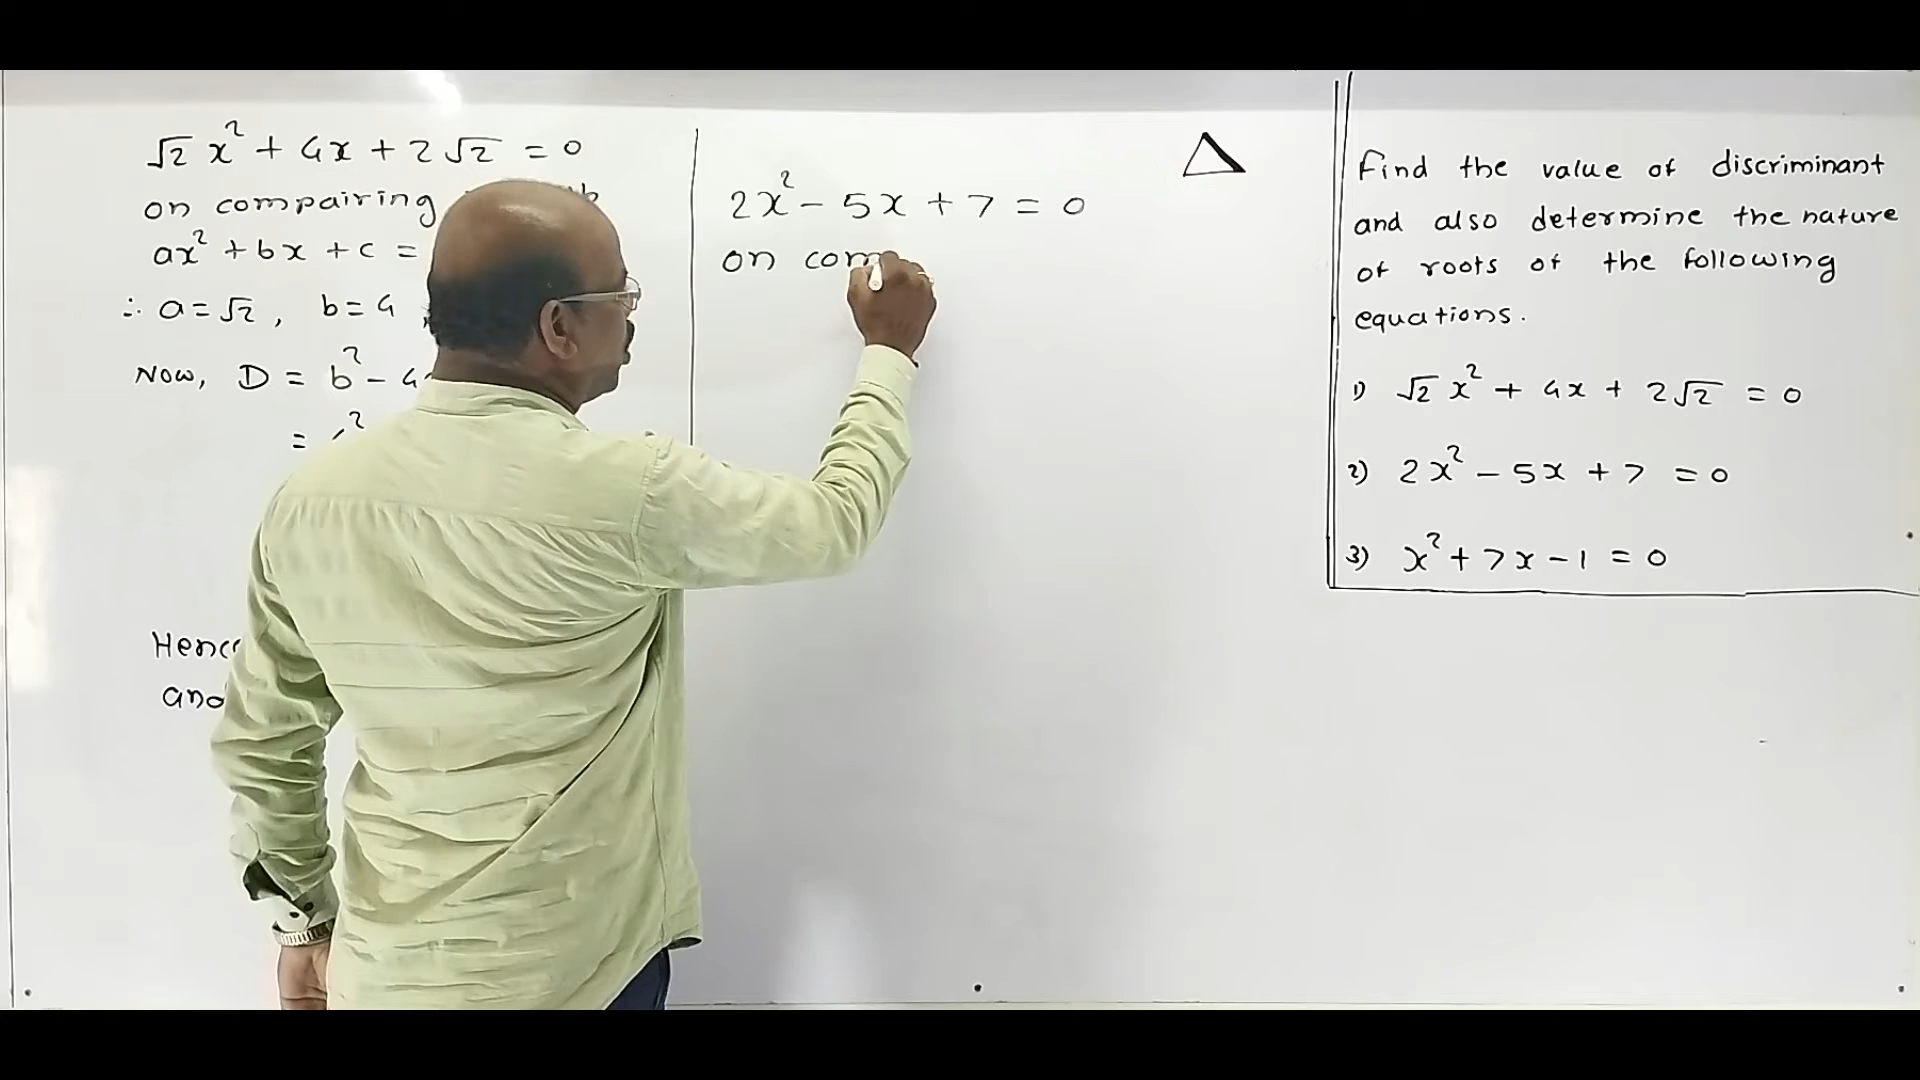 √2 x² + 4x + 2√2 = 0
on compairing
ax² + bx + c =
∴ a = √2 , b = 4
Now, D = b² - 4
=
Hence
and
2x² - 5x + 7 = 0
on com
Find the value of discriminant
and also determine the nature
of roots of the following
equations.
1) √2 x² + 4x + 2√2 = 0
2) 2x² - 5x + 7 = 0
3) x² + 7x - 1 = 0